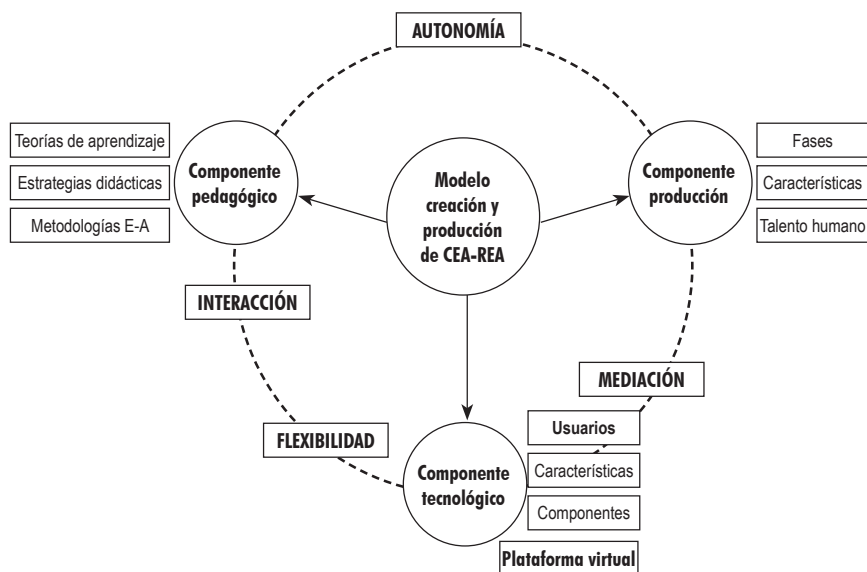 AUTONOMÍA
Teorías de aprendizaje
Estrategias didácticas
Metodologías E-A
Componente
pedagógico
Modelo
creación y
producción
de CEA-REA
Componente
producción
Fases
Características
Talento humano
INTERACCIÓN
MEDIACIÓN
FLEXIBILIDAD
Componente
tecnológico
Usuarios
Características
Componentes
Plataforma virtual